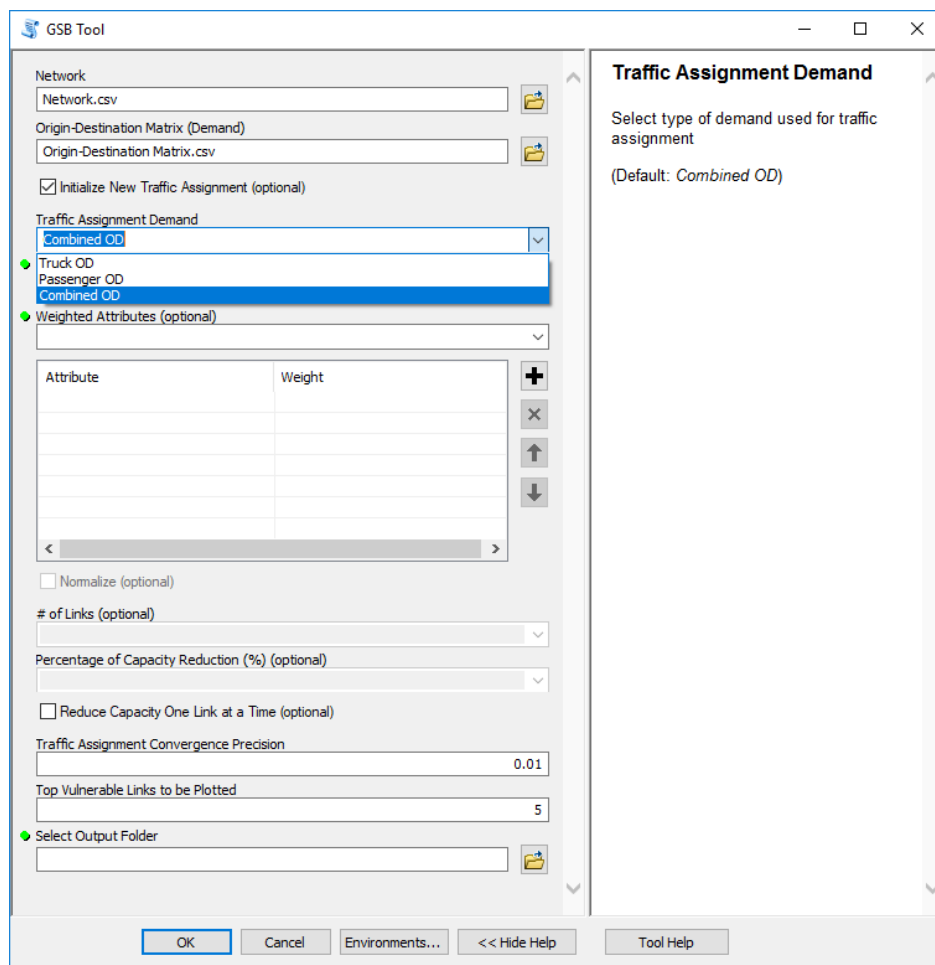 GSB Tool
Network
Network.csv
Origin-Destination Matrix (Demand)
Origin-Destination Matrix.csv
Initialize New Traffic Assignment (optional)
Traffic Assignment Demand
Combined OD
Truck OD
Passenger OD
Combined OD
Weighted Attributes (optional)
Attribute Weight
Normalize (optional)
# of Links (optional)
Percentage of Capacity Reduction (%) (optional)
Reduce Capacity One Link at a Time (optional)
Traffic Assignment Convergence Precision
0.01
Top Vulnerable Links to be Plotted
5
Select Output Folder
OK Cancel Environments... << Hide Help Tool Help
Traffic Assignment Demand
Select type of demand used for traffic
assignment
(Default: Combined OD)